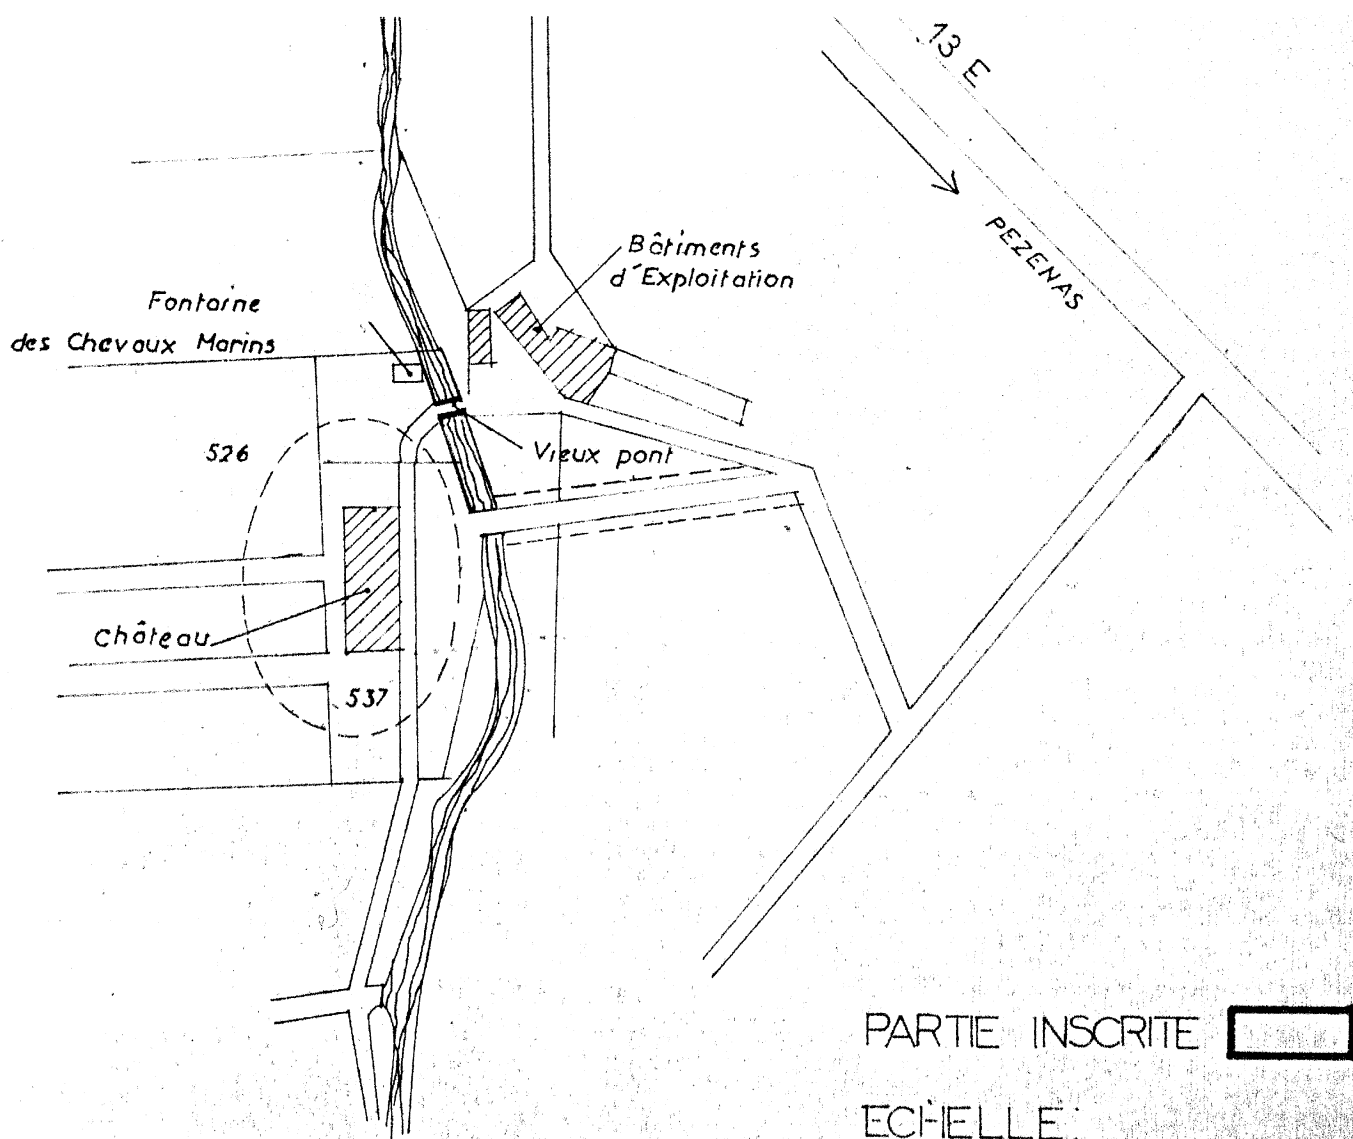 13 E
PEZENAS
Bâtiments
d'Exploitation
Fontaine
des Chevaux Marins
526
Vieux pont
Château
537
PARTIE INSCRITE
ECHELLE: